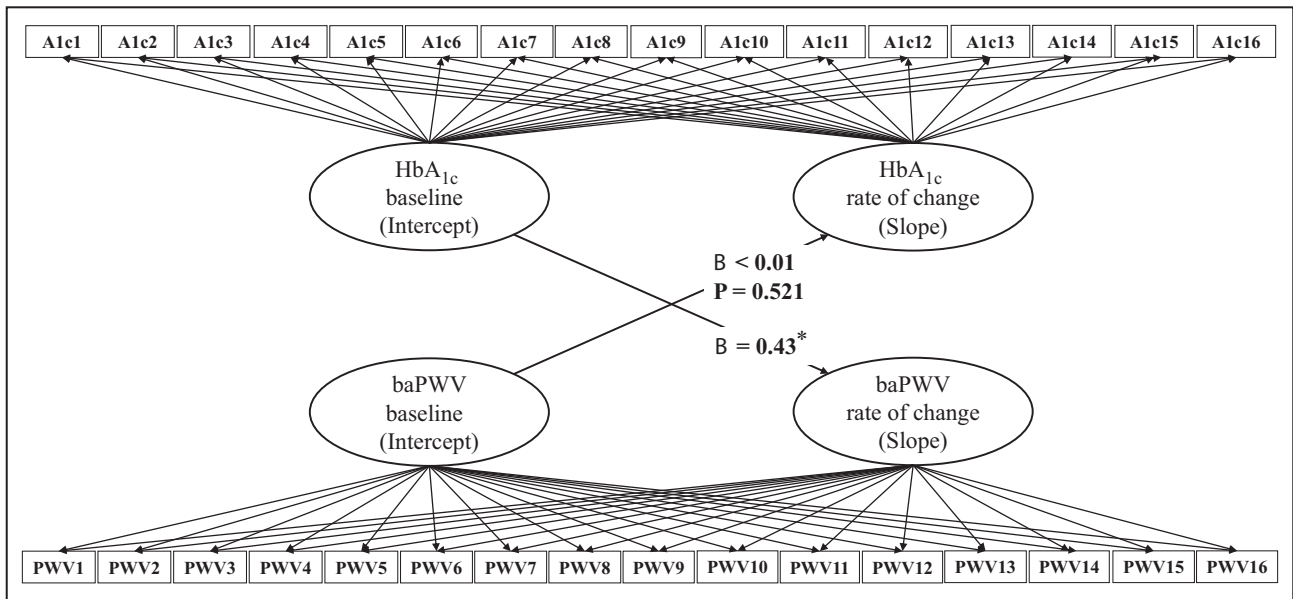 A1c1 A1c2 A1c3 A1c4 A1c5 A1c6 A1c7 A1c8 A1c9 A1c10 A1c11 A1c12 A1c13 A1c14 A1c15 A1c16
HbA1c
baseline
(Intercept)
HbA1c
rate of change
(Slope)
B < 0.01
P = 0.521
B = 0.43*
baPWV
baseline
(Intercept)
baPWV
rate of change
(Slope)
PWV1 PWV2 PWV3 PWV4 PWV5 PWV6 PWV7 PWV8 PWV9 PWV10 PWV11 PWV12 PWV13 PWV14 PWV15 PWV16